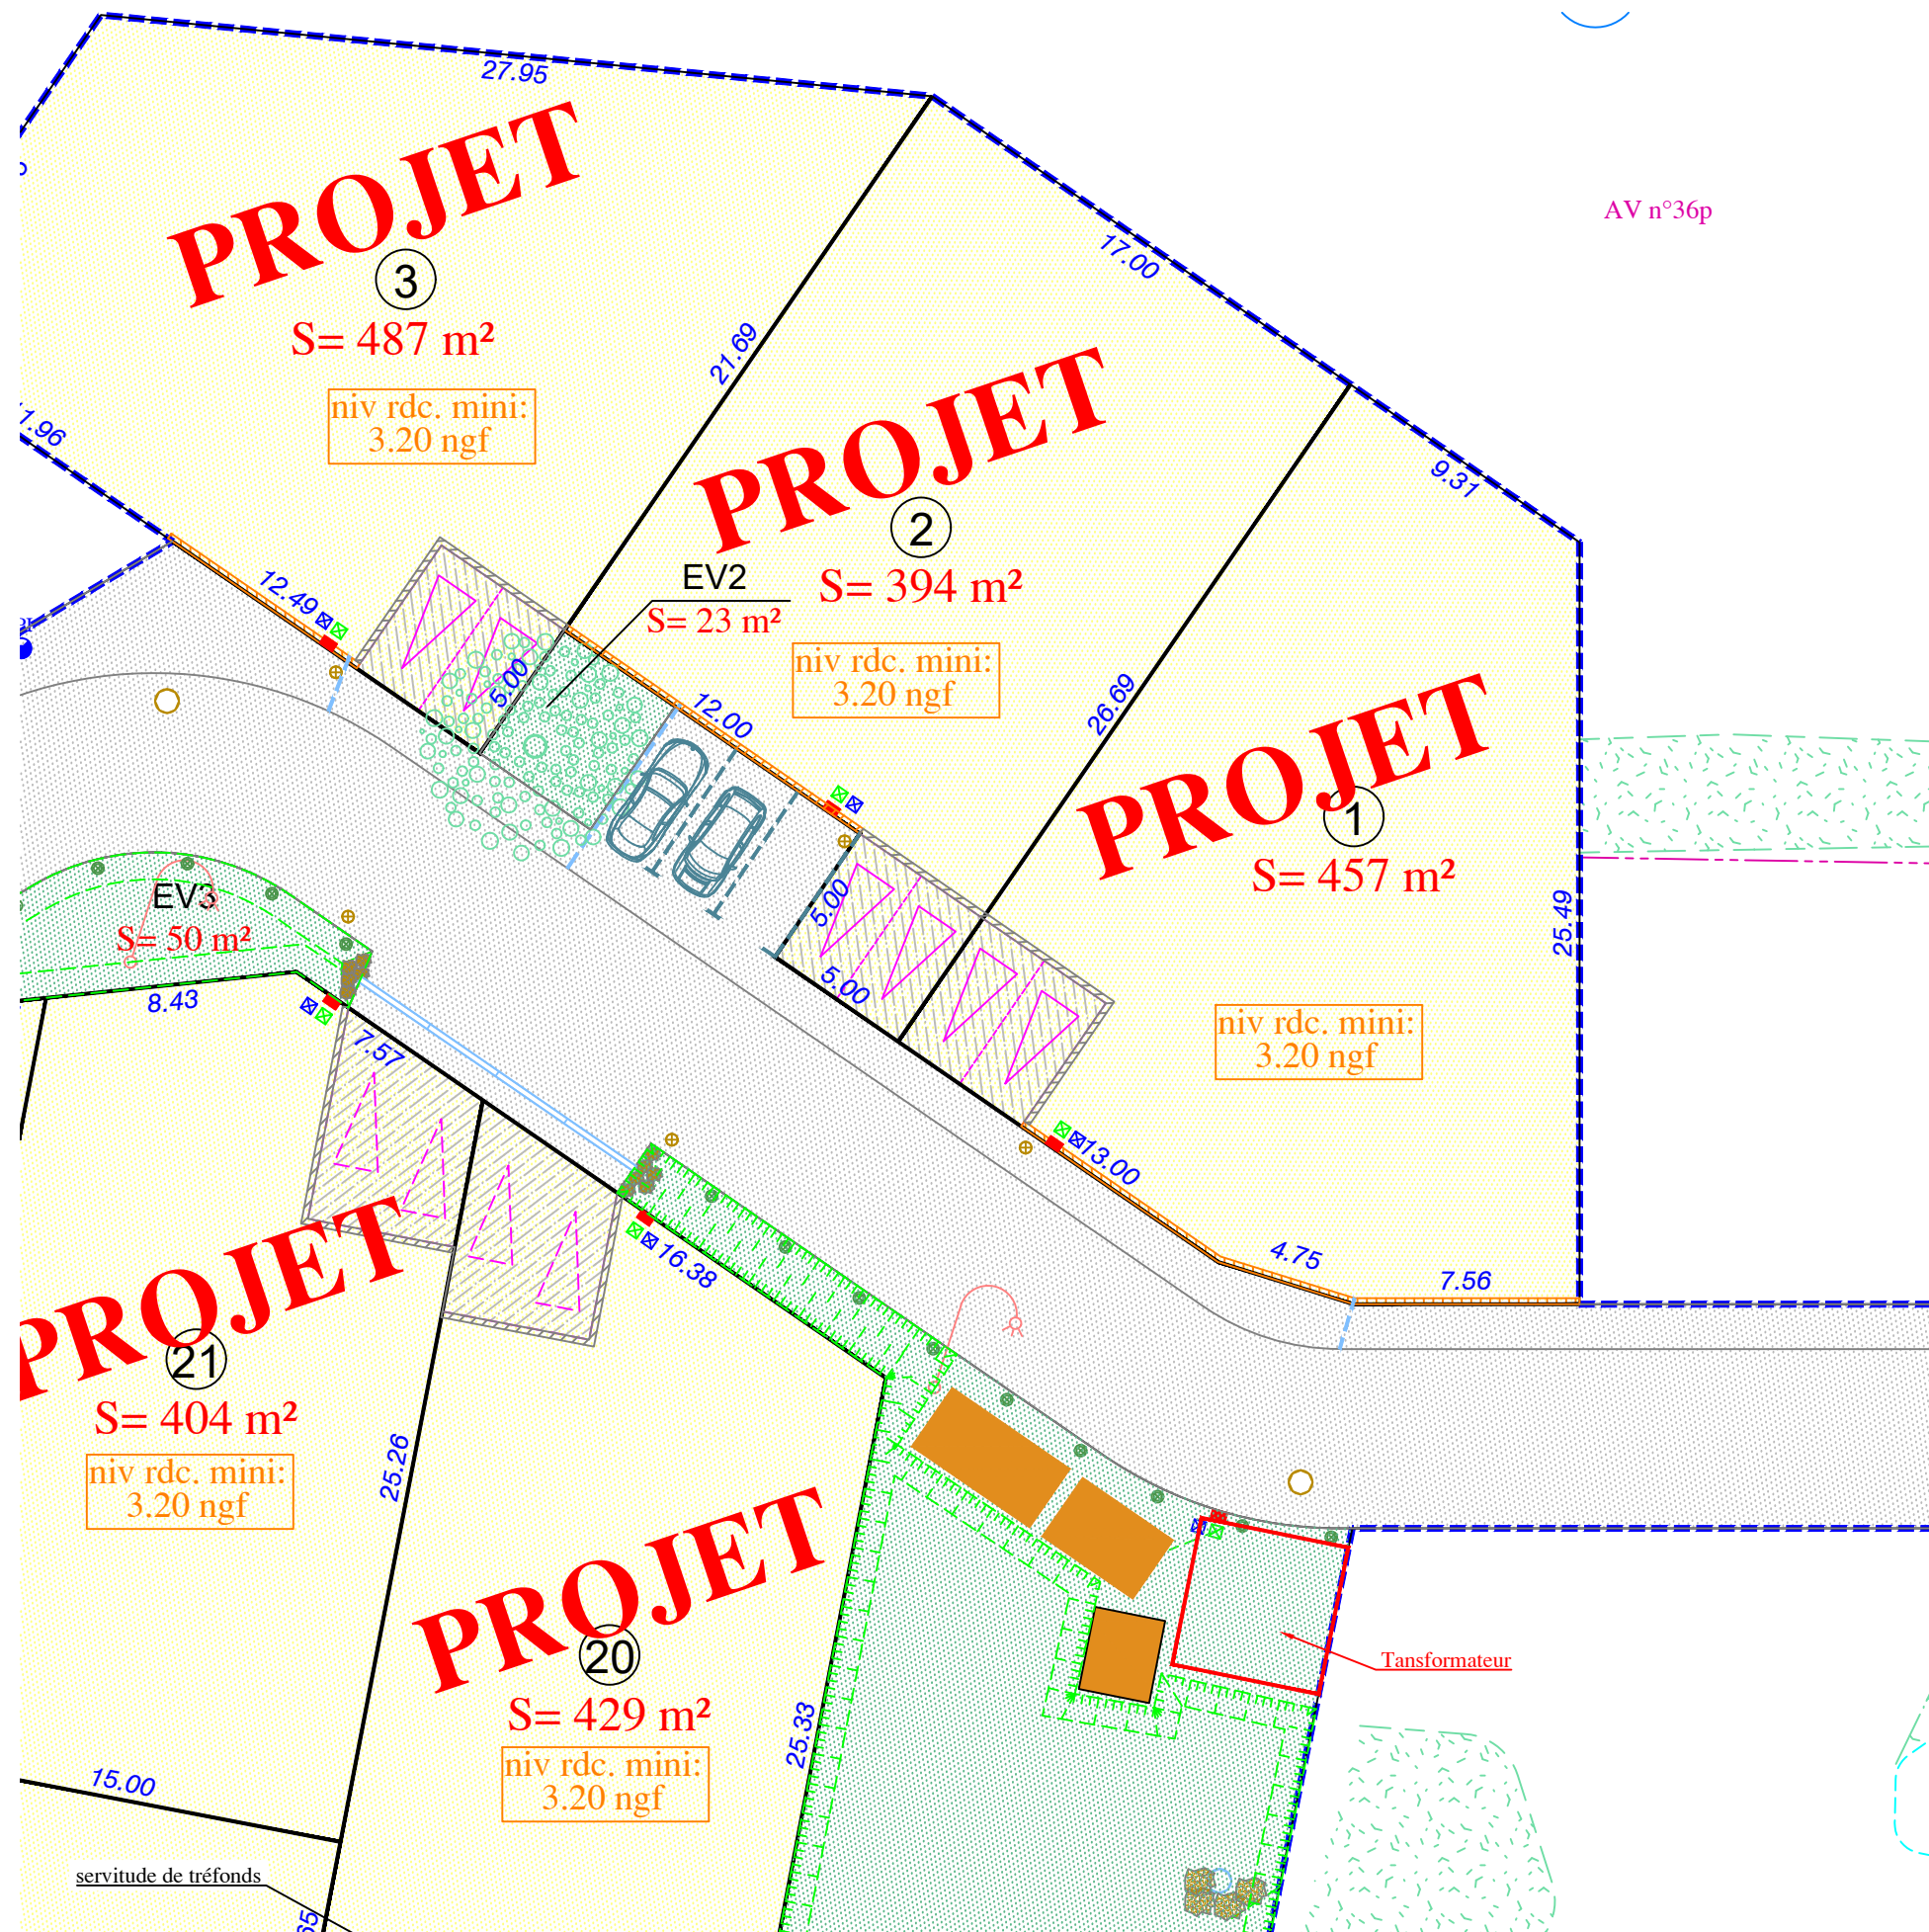 27.95
PROJET
3
S= 487 m²
niv rdc. mini:
3.20 ngf
AV n°36p
17.00
21.69
PROJET
2
S= 394 m²
EV2
S= 23 m²
niv rdc. mini:
3.20 ngf
9.31
12.49
5.00
12.00
26.69
PROJET
1
S= 457 m²
25.49
niv rdc. mini:
3.20 ngf
5.00
5.00
EV3
S= 50 m²
8.43
7.57
13.00
4.75
7.56
16.38
PROJET
21
S= 404 m²
niv rdc. mini:
3.20 ngf
25.26
PROJET
20
S= 429 m²
niv rdc. mini:
3.20 ngf
25.33
Tansformateur
15.00
servitude de tréfonds